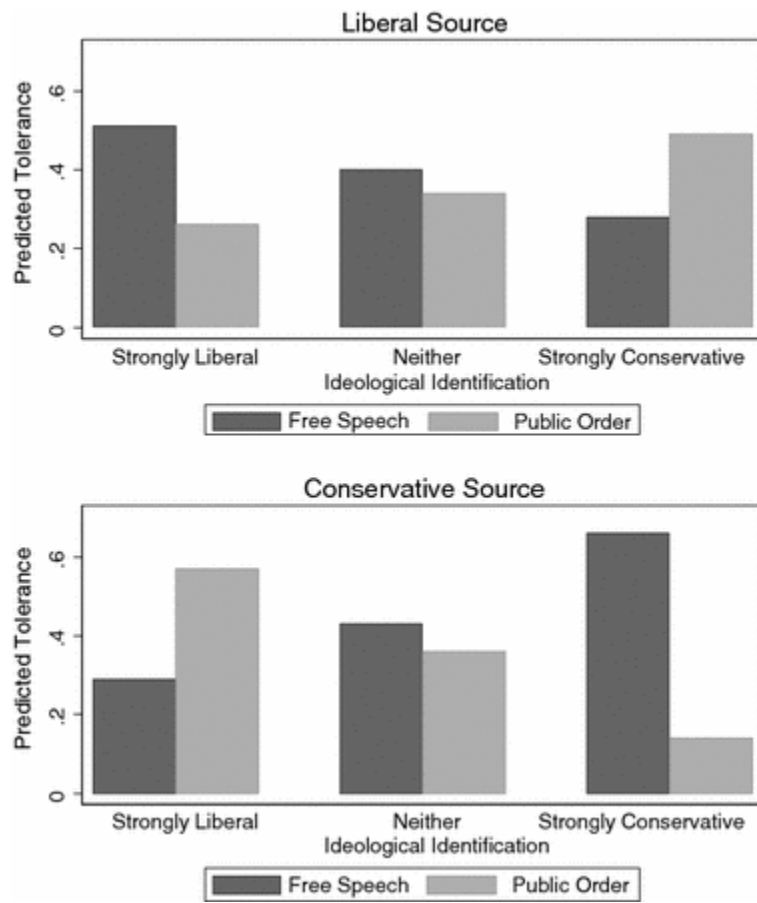 Liberal Source
Predicted Tolerance
.6
.4
.2
0
Strongly Liberal Neither Strongly Conservative
Ideological Identification
Free Speech Public Order
Conservative Source
Predicted Tolerance
.6
.4
.2
0
Strongly Liberal Neither Strongly Conservative
Ideological Identification
Free Speech Public Order